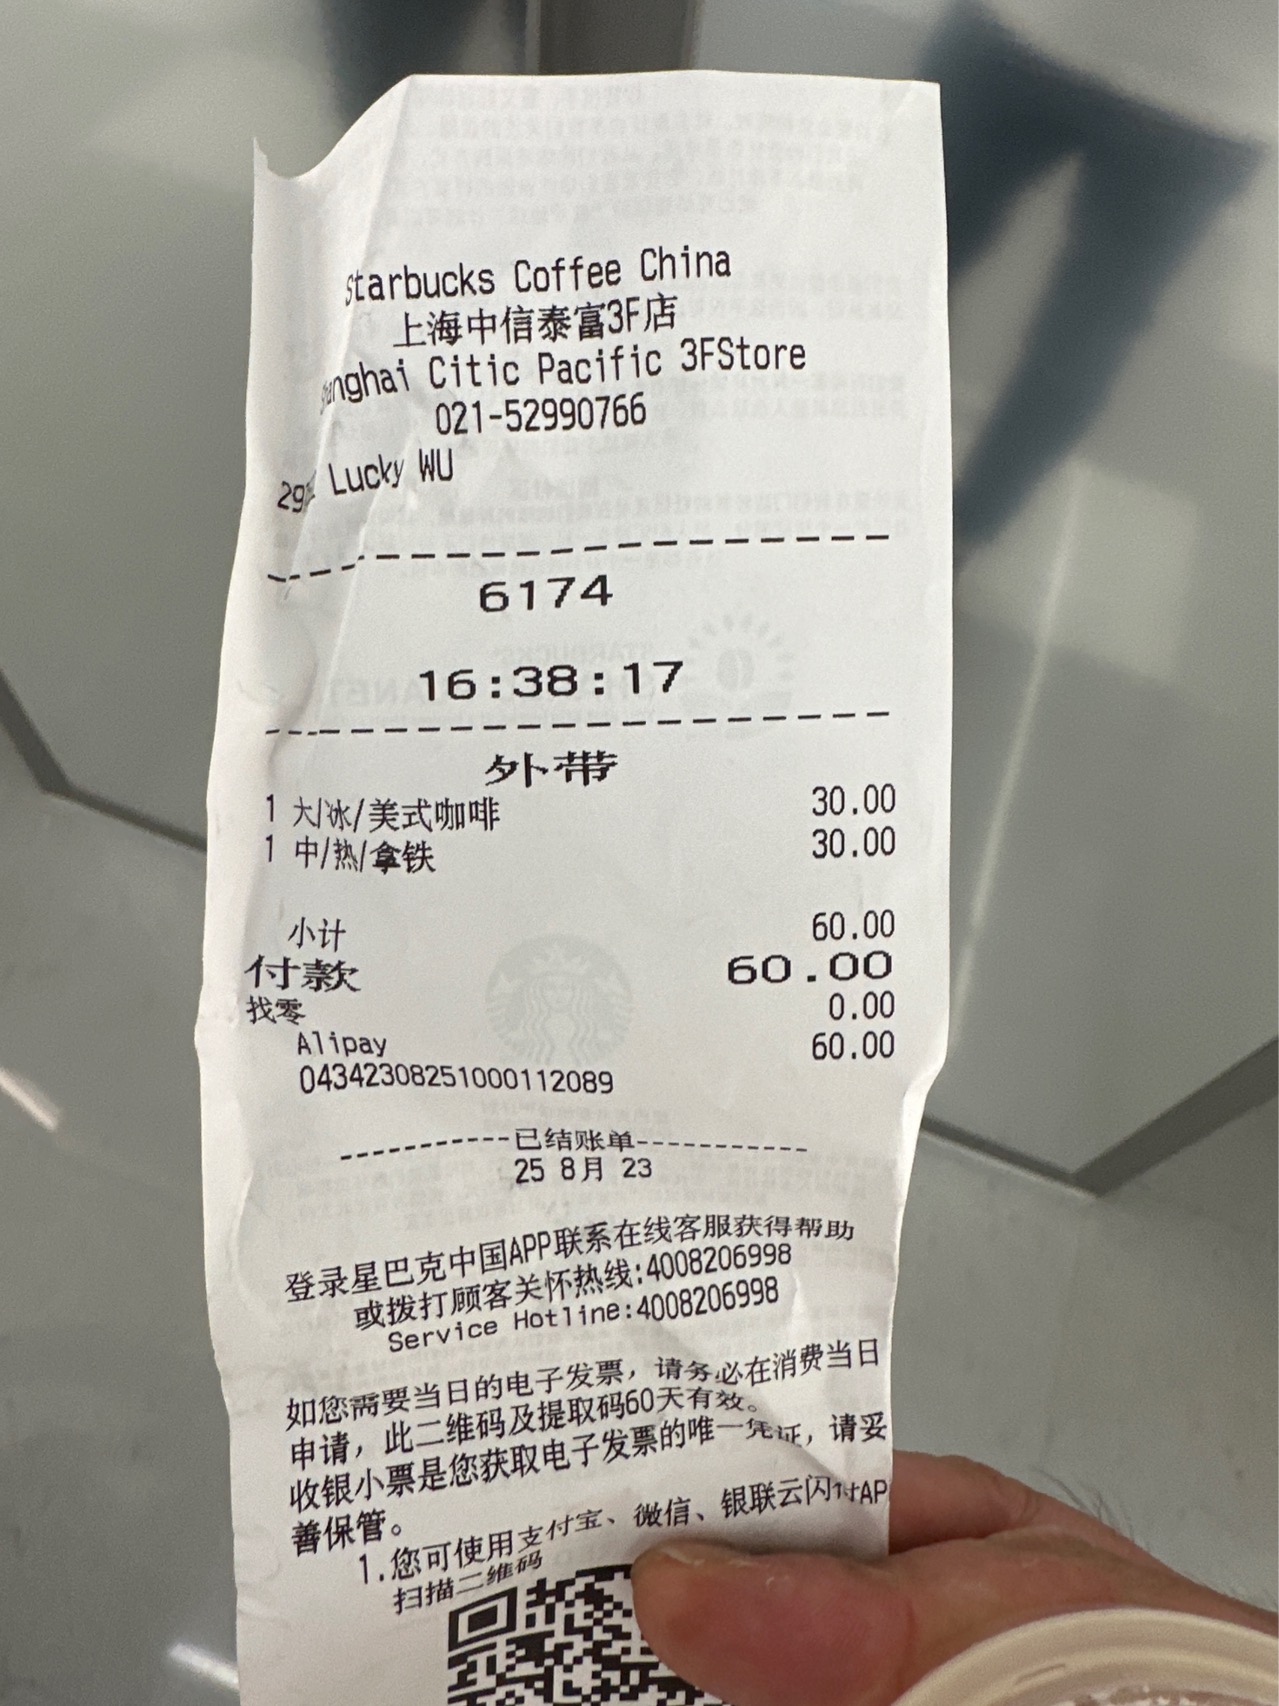 Starbucks Coffee China
上海中信泰富3F店
Shanghai Citic Pacific 3FStore
021-52990766
Lucky WU
6174
16:38:17
外带
1 大/冰/美式咖啡 30.00
1 中/热/拿铁 30.00
小计 60.00
付款 60.00
找零 0.00
Alipay 60.00
04342308251000112089
----------已结账单-----------
25 8月 23
登录星巴克中国APP联系在线客服获得帮助
或拨打顾客关怀热线:4008206998
Service Hotline:4008206998
如您需要当日的电子发票，请务必在消费当日
申请，此二维码及提取码60天有效。
收银小票是您获取电子发票的唯一凭证，请妥
善保管。
1.您可使用支付宝、微信、银联云闪付AP
扫描二维码